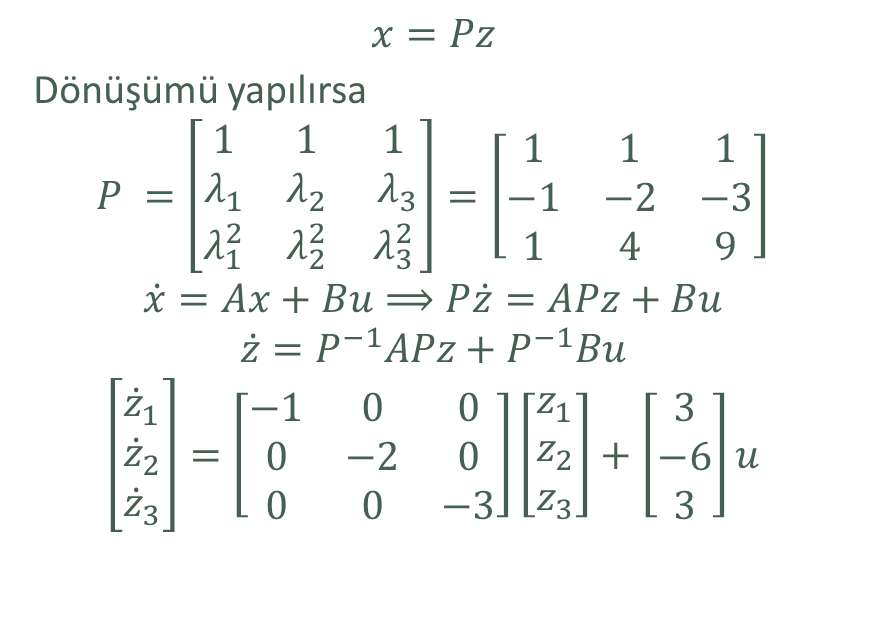 x = Pz
Dönüşümü yapılırsa
P = [1 1 1; λ₁ λ₂ λ₃; λ₁² λ₂² λ₃²] = [1 1 1; −1 −2 −3; 1 4 9]
ẋ = Ax + Bu ⟹ Pż = APz + Bu
ż = P⁻¹APz + P⁻¹Bu
[ż₁; ż₂; ż₃] = [−1 0 0; 0 −2 0; 0 0 −3] [z₁; z₂; z₃] + [3; −6; 3] u